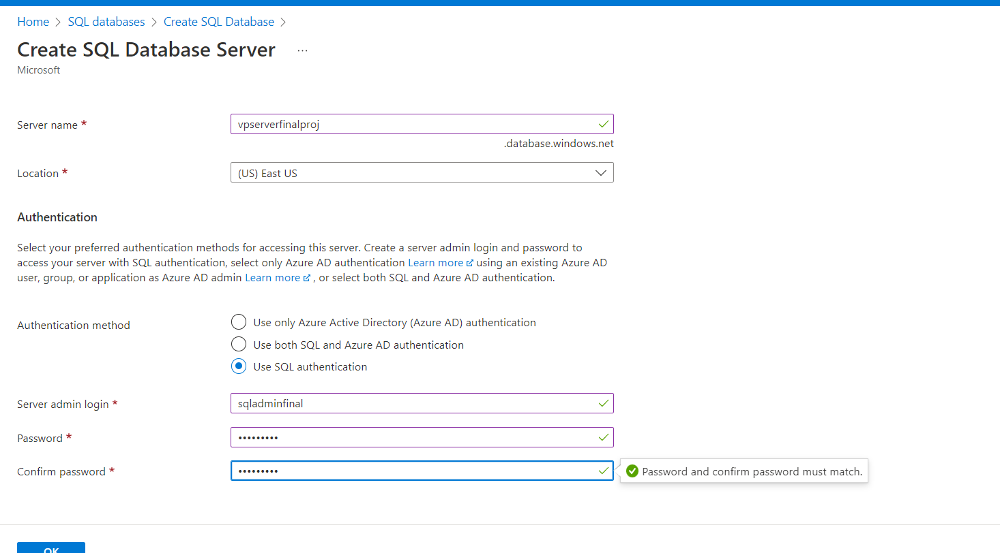 Home > SQL databases > Create SQL Database >
Create SQL Database Server ...
Microsoft
Server name *
vpserverfinalproj
.database.windows.net
Location *
(US) East US
Authentication
Select your preferred authentication methods for accessing this server. Create a server admin login and password to
access your server with SQL authentication, select only Azure AD authentication Learn more using an existing Azure AD
user, group, or application as Azure AD admin Learn more , or select both SQL and Azure AD authentication.
Authentication method
Use only Azure Active Directory (Azure AD) authentication
Use both SQL and Azure AD authentication
Use SQL authentication
Server admin login *
sqladminfinal
Password *
•••••••••
Confirm password *
•••••••••
Password and confirm password must match.
OK